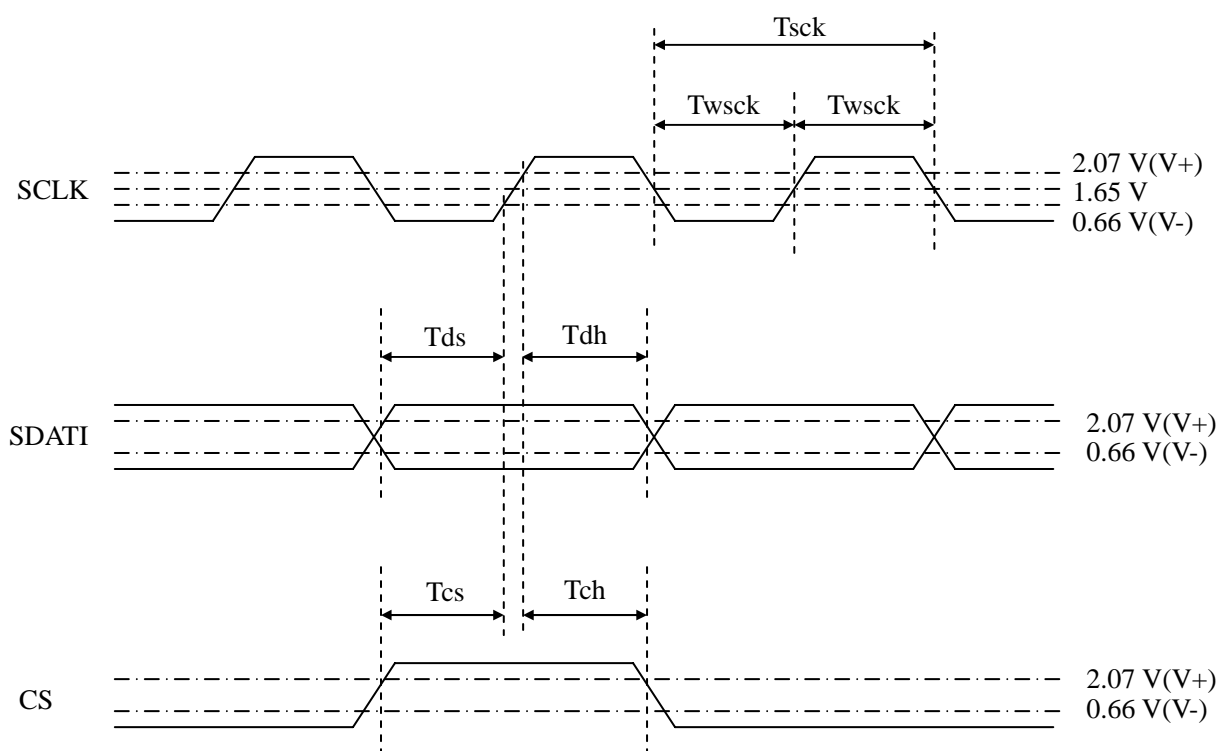 Tsck
Twsck Twsck
SCLK
2.07 V(V+)
1.65 V
0.66 V(V-)
Tds Tdh
SDATI
2.07 V(V+)
0.66 V(V-)
Tcs Tch
CS
2.07 V(V+)
0.66 V(V-)